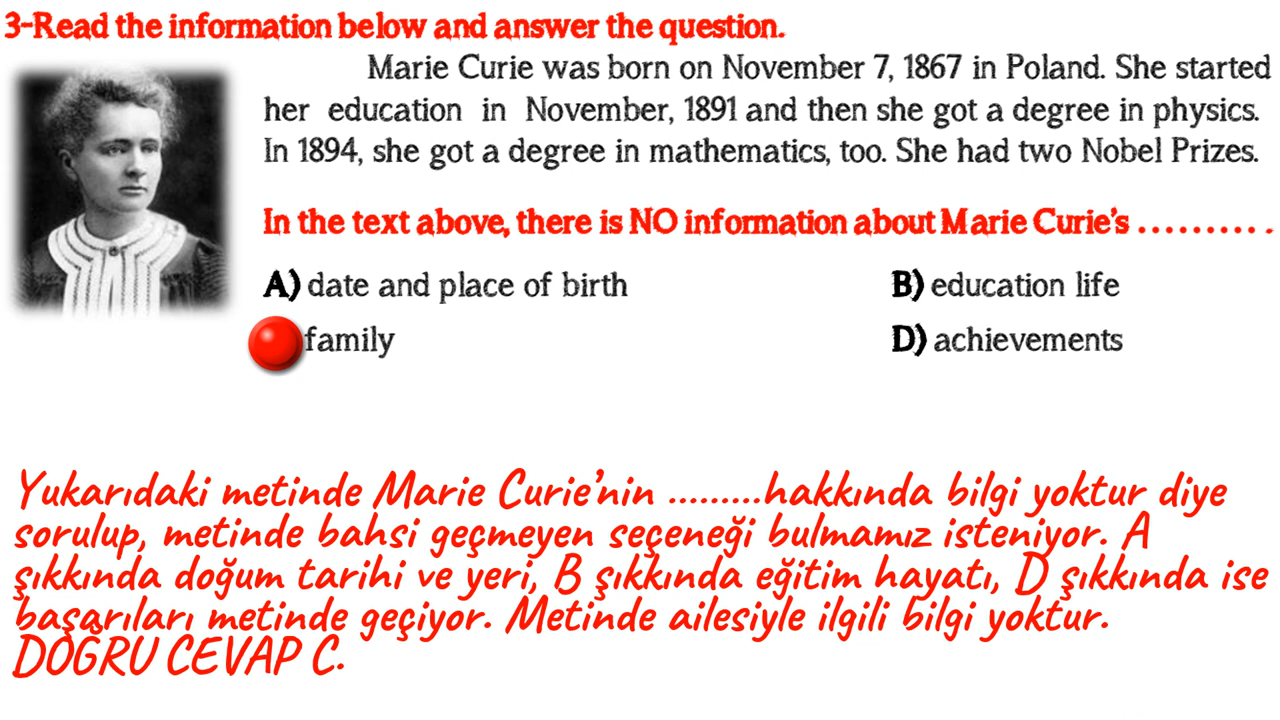 3-Read the information below and answer the question.
Marie Curie was born on November 7, 1867 in Poland. She started
her education in November, 1891 and then she got a degree in physics.
In 1894, she got a degree in mathematics, too. She had two Nobel Prizes.
In the text above, there is NO information about Marie Curie's .......... .
A) date and place of birth
B) education life
family
D) achievements
Yukarıdaki metinde Marie Curie'nin .........hakkında bilgi yoktur diye
sorulup, metinde bahsi geçmeyen seçeneği bulmamız isteniyor. A
şıkkında doğum tarihi ve yeri, B şıkkında eğitim hayatı, D şıkkında ise
başarıları metinde geçiyor. Metinde ailesiyle ilgili bilgi yoktur.
DOĞRU CEVAP C.